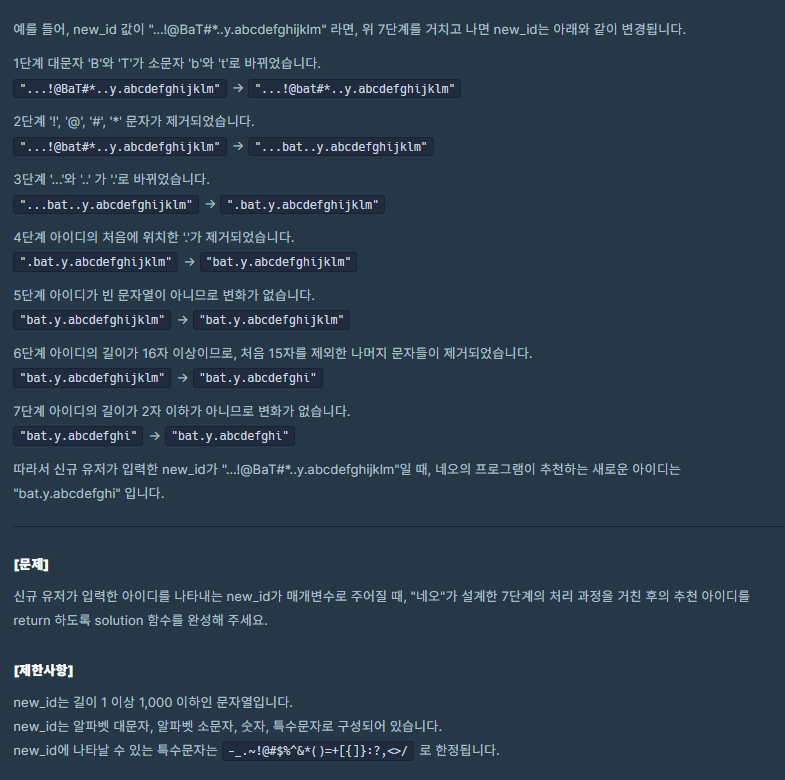 예를 들어, new_id 값이 "...!@BaT#*..y.abcdefghijklm" 라면, 위 7단계를 거치고 나면 new_id는 아래와 같이 변경됩니다.
1단계 대문자 'B'와 'T'가 소문자 'b'와 't'로 바뀌었습니다.
"...!@BaT#*..y.abcdefghijklm" → "...!@bat#*..y.abcdefghijklm"
2단계 '!', '@', '#', '*' 문자가 제거되었습니다.
"...!@bat#*..y.abcdefghijklm" → "...bat..y.abcdefghijklm"
3단계 '...'와 '..' 가 '.'로 바뀌었습니다.
"...bat..y.abcdefghijklm" → ".bat.y.abcdefghijklm"
4단계 아이디의 처음에 위치한 '.'가 제거되었습니다.
".bat.y.abcdefghijklm" → "bat.y.abcdefghijklm"
5단계 아이디가 빈 문자열이 아니므로 변화가 없습니다.
"bat.y.abcdefghijklm" → "bat.y.abcdefghijklm"
6단계 아이디의 길이가 16자 이상이므로, 처음 15자를 제외한 나머지 문자들이 제거되었습니다.
"bat.y.abcdefghijklm" → "bat.y.abcdefghi"
7단계 아이디의 길이가 2자 이하가 아니므로 변화가 없습니다.
"bat.y.abcdefghi" → "bat.y.abcdefghi"
따라서 신규 유저가 입력한 new_id가 "...!@BaT#*..y.abcdefghijklm"일 때, 네오의 프로그램이 추천하는 새로운 아이디는
"bat.y.abcdefghi" 입니다.
[문제]
신규 유저가 입력한 아이디를 나타내는 new_id가 매개변수로 주어질 때, "네오"가 설계한 7단계의 처리 과정을 거친 후의 추천 아이디를
return 하도록 solution 함수를 완성해 주세요.
[제한사항]
new_id는 길이 1 이상 1,000 이하인 문자열입니다.
new_id는 알파벳 대문자, 알파벳 소문자, 숫자, 특수문자로 구성되어 있습니다.
new_id에 나타날 수 있는 특수문자는 -_.~!@#$%^&*()=+[{]}:?,<>/ 로 한정됩니다.